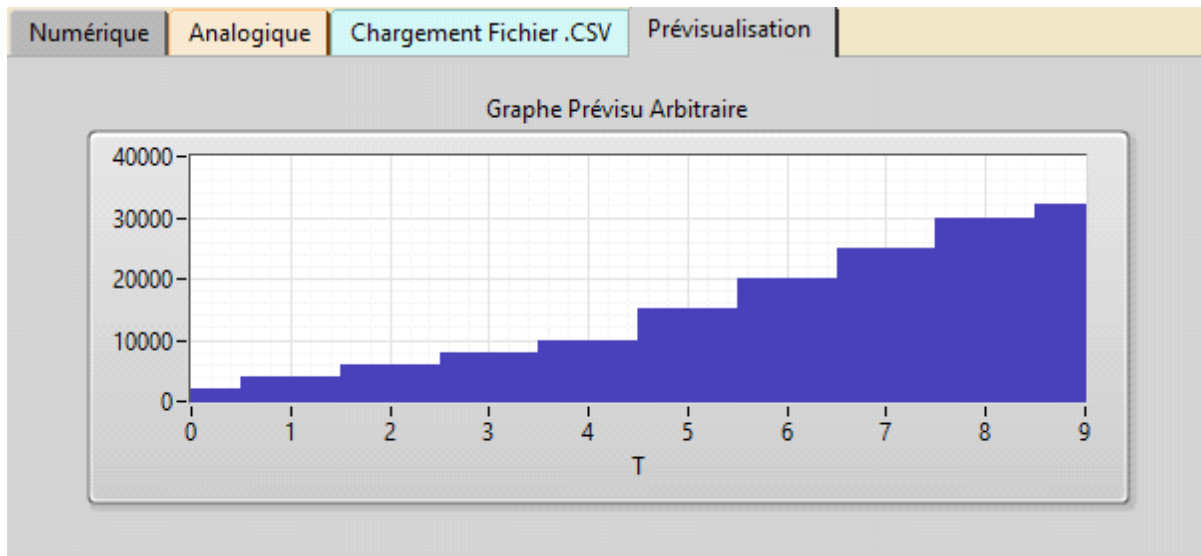 Numérique Analogique Chargement Fichier .CSV Prévisualisation
Graphe Prévisu Arbitraire
40000
30000
20000
10000
0
0 1 2 3 4 5 6 7 8 9
T